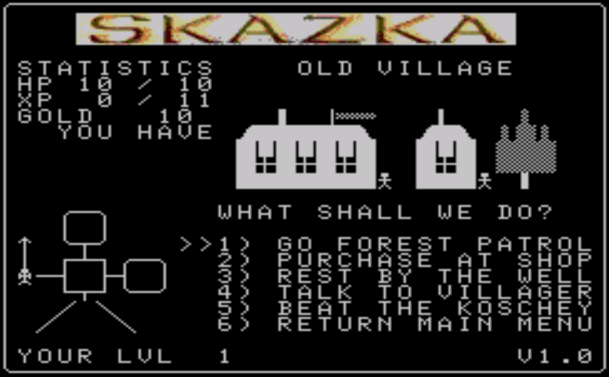 SKAZKA
STATISTICS
HP 10 / 10
XP 0 / 11
GOLD 10
YOU HAVE
OLD VILLAGE
WHAT SHALL WE DO?
>>1) GO FOREST PATROL
2) PURCHASE AT SHOP
3) REST BY THE WELL
4) TALK TO VILLAGER
5) BEAT THE KOSCHEY
6) RETURN MAIN MENU
YOUR LVL 1
V1.0